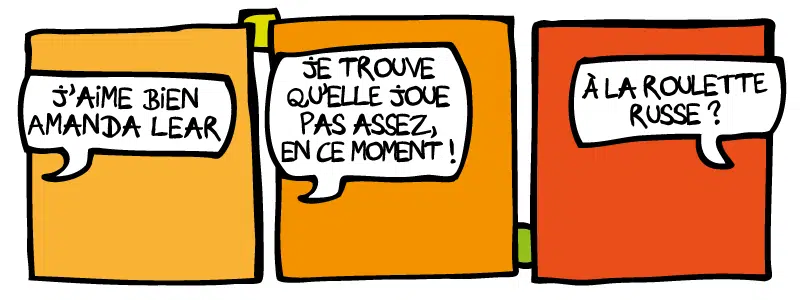 J'AIME BIEN
AMANDA LEAR
JE TROUVE
QU'ELLE JOUE
PAS ASSEZ,
EN CE MOMENT !
À LA ROULETTE
RUSSE ?